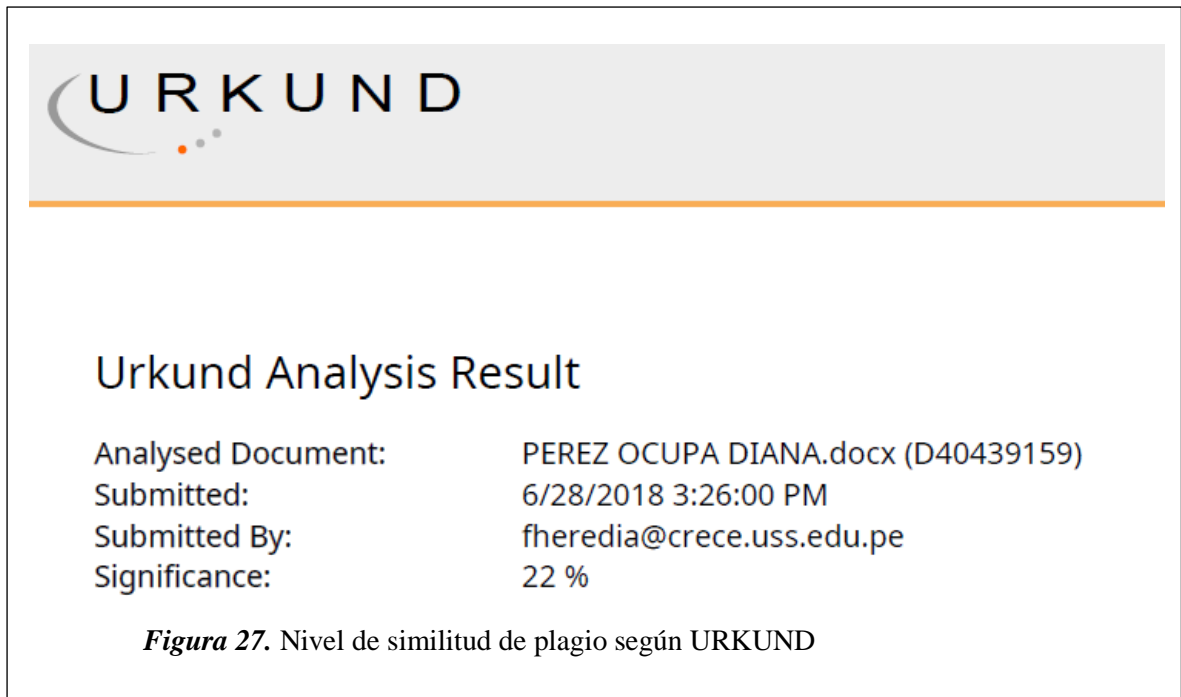 URKUND
Urkund Analysis Result
Analysed Document: PEREZ OCUPA DIANA.docx (D40439159)
Submitted: 6/28/2018 3:26:00 PM
Submitted By: fheredia@crece.uss.edu.pe
Significance: 22 %
Figura 27. Nivel de similitud de plagio según URKUND